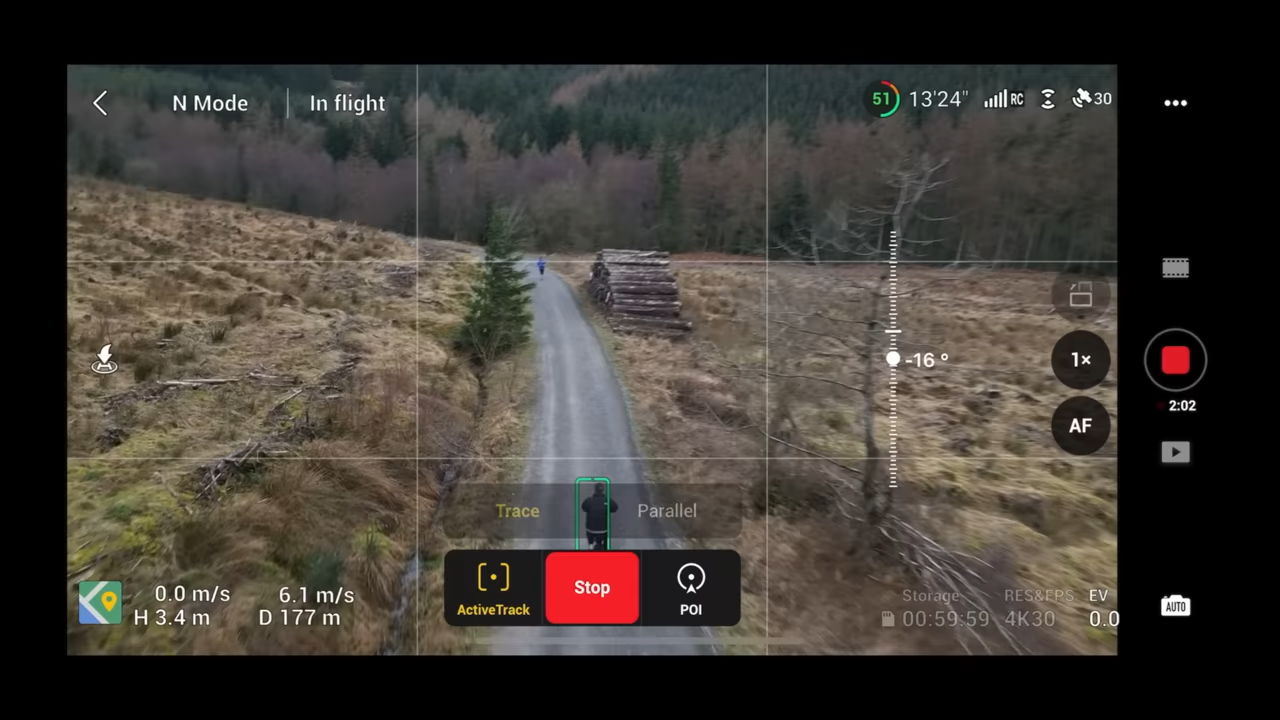 N Mode
In flight
51
13'24"
RC
30
1×
AF
-16 °
2:02
Trace
Parallel
ActiveTrack
Stop
POI
0.0 m/s
6.1 m/s
H 3.4 m
D 177 m
Storage
RES&FPS
EV
00:59:59
4K30
0.0
AUTO